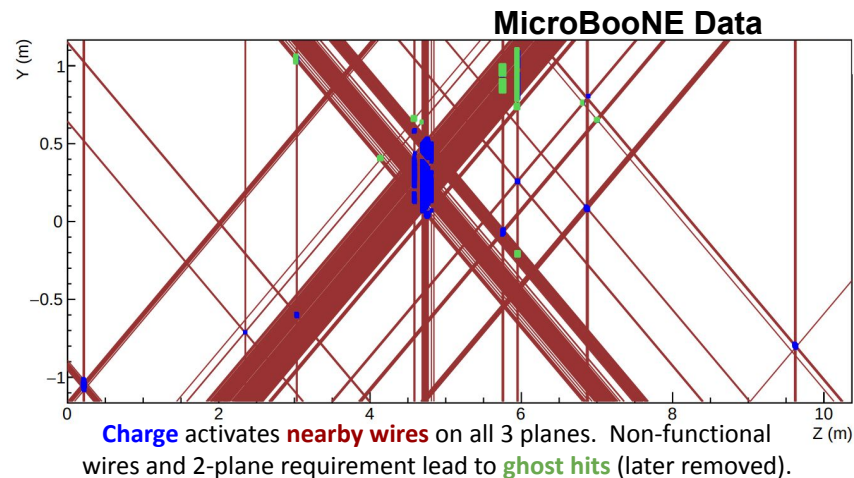 MicroBooNE Data
Y (m)
1
0.5
0
−0.5
−1
0 2 4 6 8 10
Z (m)
Charge activates nearby wires on all 3 planes. Non-functional
wires and 2-plane requirement lead to ghost hits (later removed).